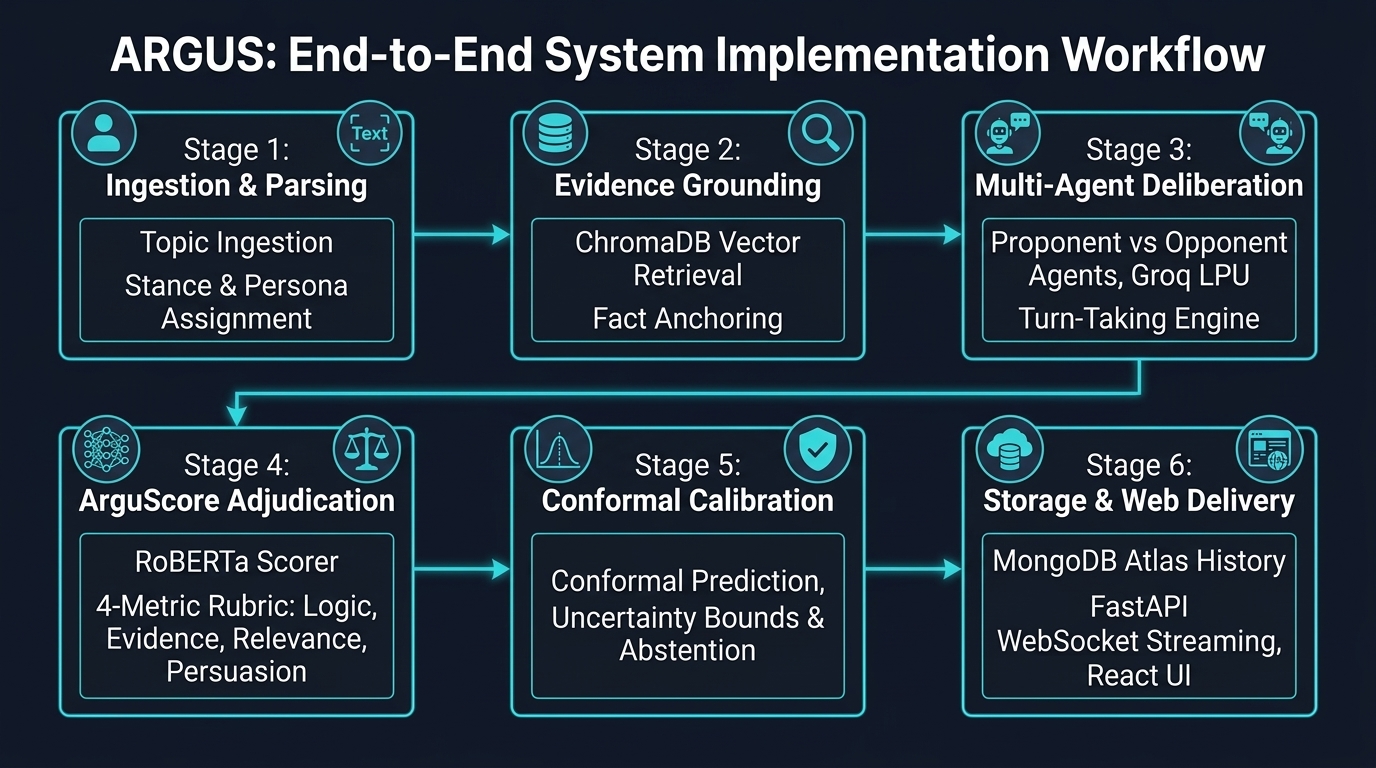 ARGUS: End-to-End System Implementation Workflow
Text
Stage 1:
Ingestion & Parsing
Topic Ingestion
Stance & Persona
Assignment
Stage 2:
Evidence Grounding
ChromaDB Vector
Retrieval
Fact Anchoring
Stage 3:
Multi-Agent Deliberation
Proponent vs Opponent
Agents, Groq LPU
Turn-Taking Engine
Stage 4:
ArguScore Adjudication
RoBERTa Scorer
4-Metric Rubric: Logic,
Evidence, Relevance,
Persuasion
Stage 5:
Conformal Calibration
Conformal Prediction,
Uncertainty Bounds &
Abstention
Stage 6:
Storage & Web Delivery
MongoDB Atlas History
FastAPI
WebSocket Streaming,
React UI